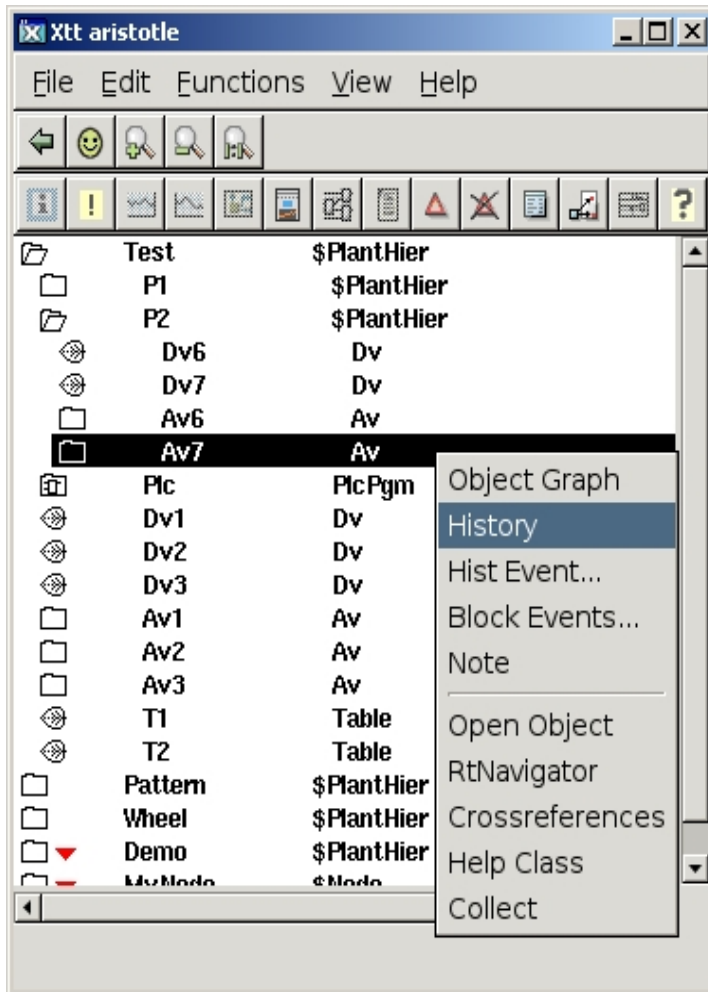 Xtt aristotle
File Edit Functions View Help
Test $PlantHier
P1 $PlantHier
P2 $PlantHier
Dv6 Dv
Dv7 Dv
Av6 Av
Av7 Av
Plc PlcPgm
Dv1 Dv
Dv2 Dv
Dv3 Dv
Av1 Av
Av2 Av
Av3 Av
T1 Table
T2 Table
Pattern $PlantHier
Wheel $PlantHier
Demo $PlantHier
MyNode $Node
Object Graph
History
Hist Event...
Block Events...
Note
Open Object
RtNavigator
Crossreferences
Help Class
Collect